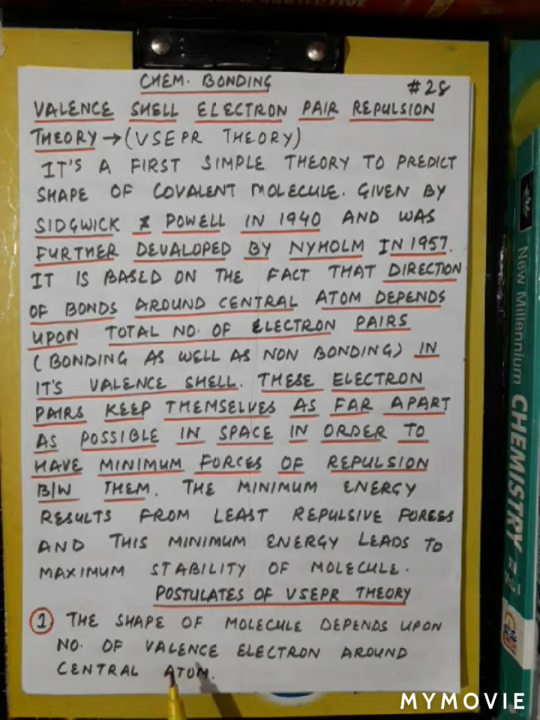 CHEM. BONDING
#28
VALENCE SHELL ELECTRON PAIR REPULSION
THEORY → (VSEPR THEORY)
IT'S A FIRST SIMPLE THEORY TO PREDICT
SHAPE OF COVALENT MOLECULE. GIVEN BY
SIDGWICK & POWELL IN 1940 AND WAS
FURTHER DEVALOPED BY NYHOLM IN 1957.
IT IS BASED ON THE FACT THAT DIRECTION
OF BONDS AROUND CENTRAL ATOM DEPENDS
UPON TOTAL NO. OF ELECTRON PAIRS
(BONDING AS WELL AS NON BONDING) IN
IT'S VALENCE SHELL. THESE ELECTRON
PAIRS KEEP THEMSELVES AS FAR APART
AS POSSIBLE IN SPACE IN ORDER TO
HAVE MINIMUM FORCES OF REPULSION
B/W THEM. THE MINIMUM ENERGY
RESULTS FROM LEAST REPULSIVE FORCES
AND THIS MINIMUM ENERGY LEADS TO
MAXIMUM STABILITY OF MOLECULE.
POSTULATES OF VSEPR THEORY
1 THE SHAPE OF MOLECULE DEPENDS UPON
NO. OF VALENCE ELECTRON AROUND
CENTRAL ATOM.
New Millennium CHEMISTRY
MYMOVIE